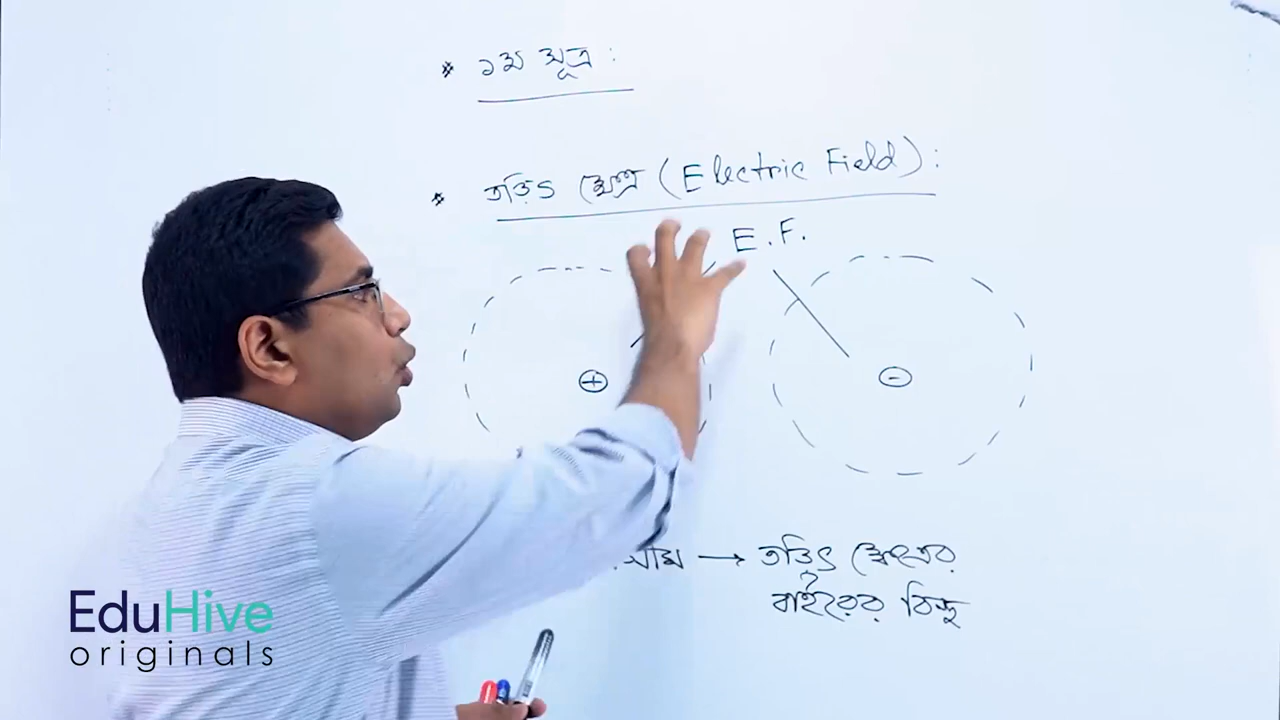 * ১ম সূত্র :
* তড়িৎ ক্ষেত্র (Electric Field) :
E.F.
+ -
→ তড়িৎ ক্ষেত্রের
বাইরের বিন্দু
EduHive
originals